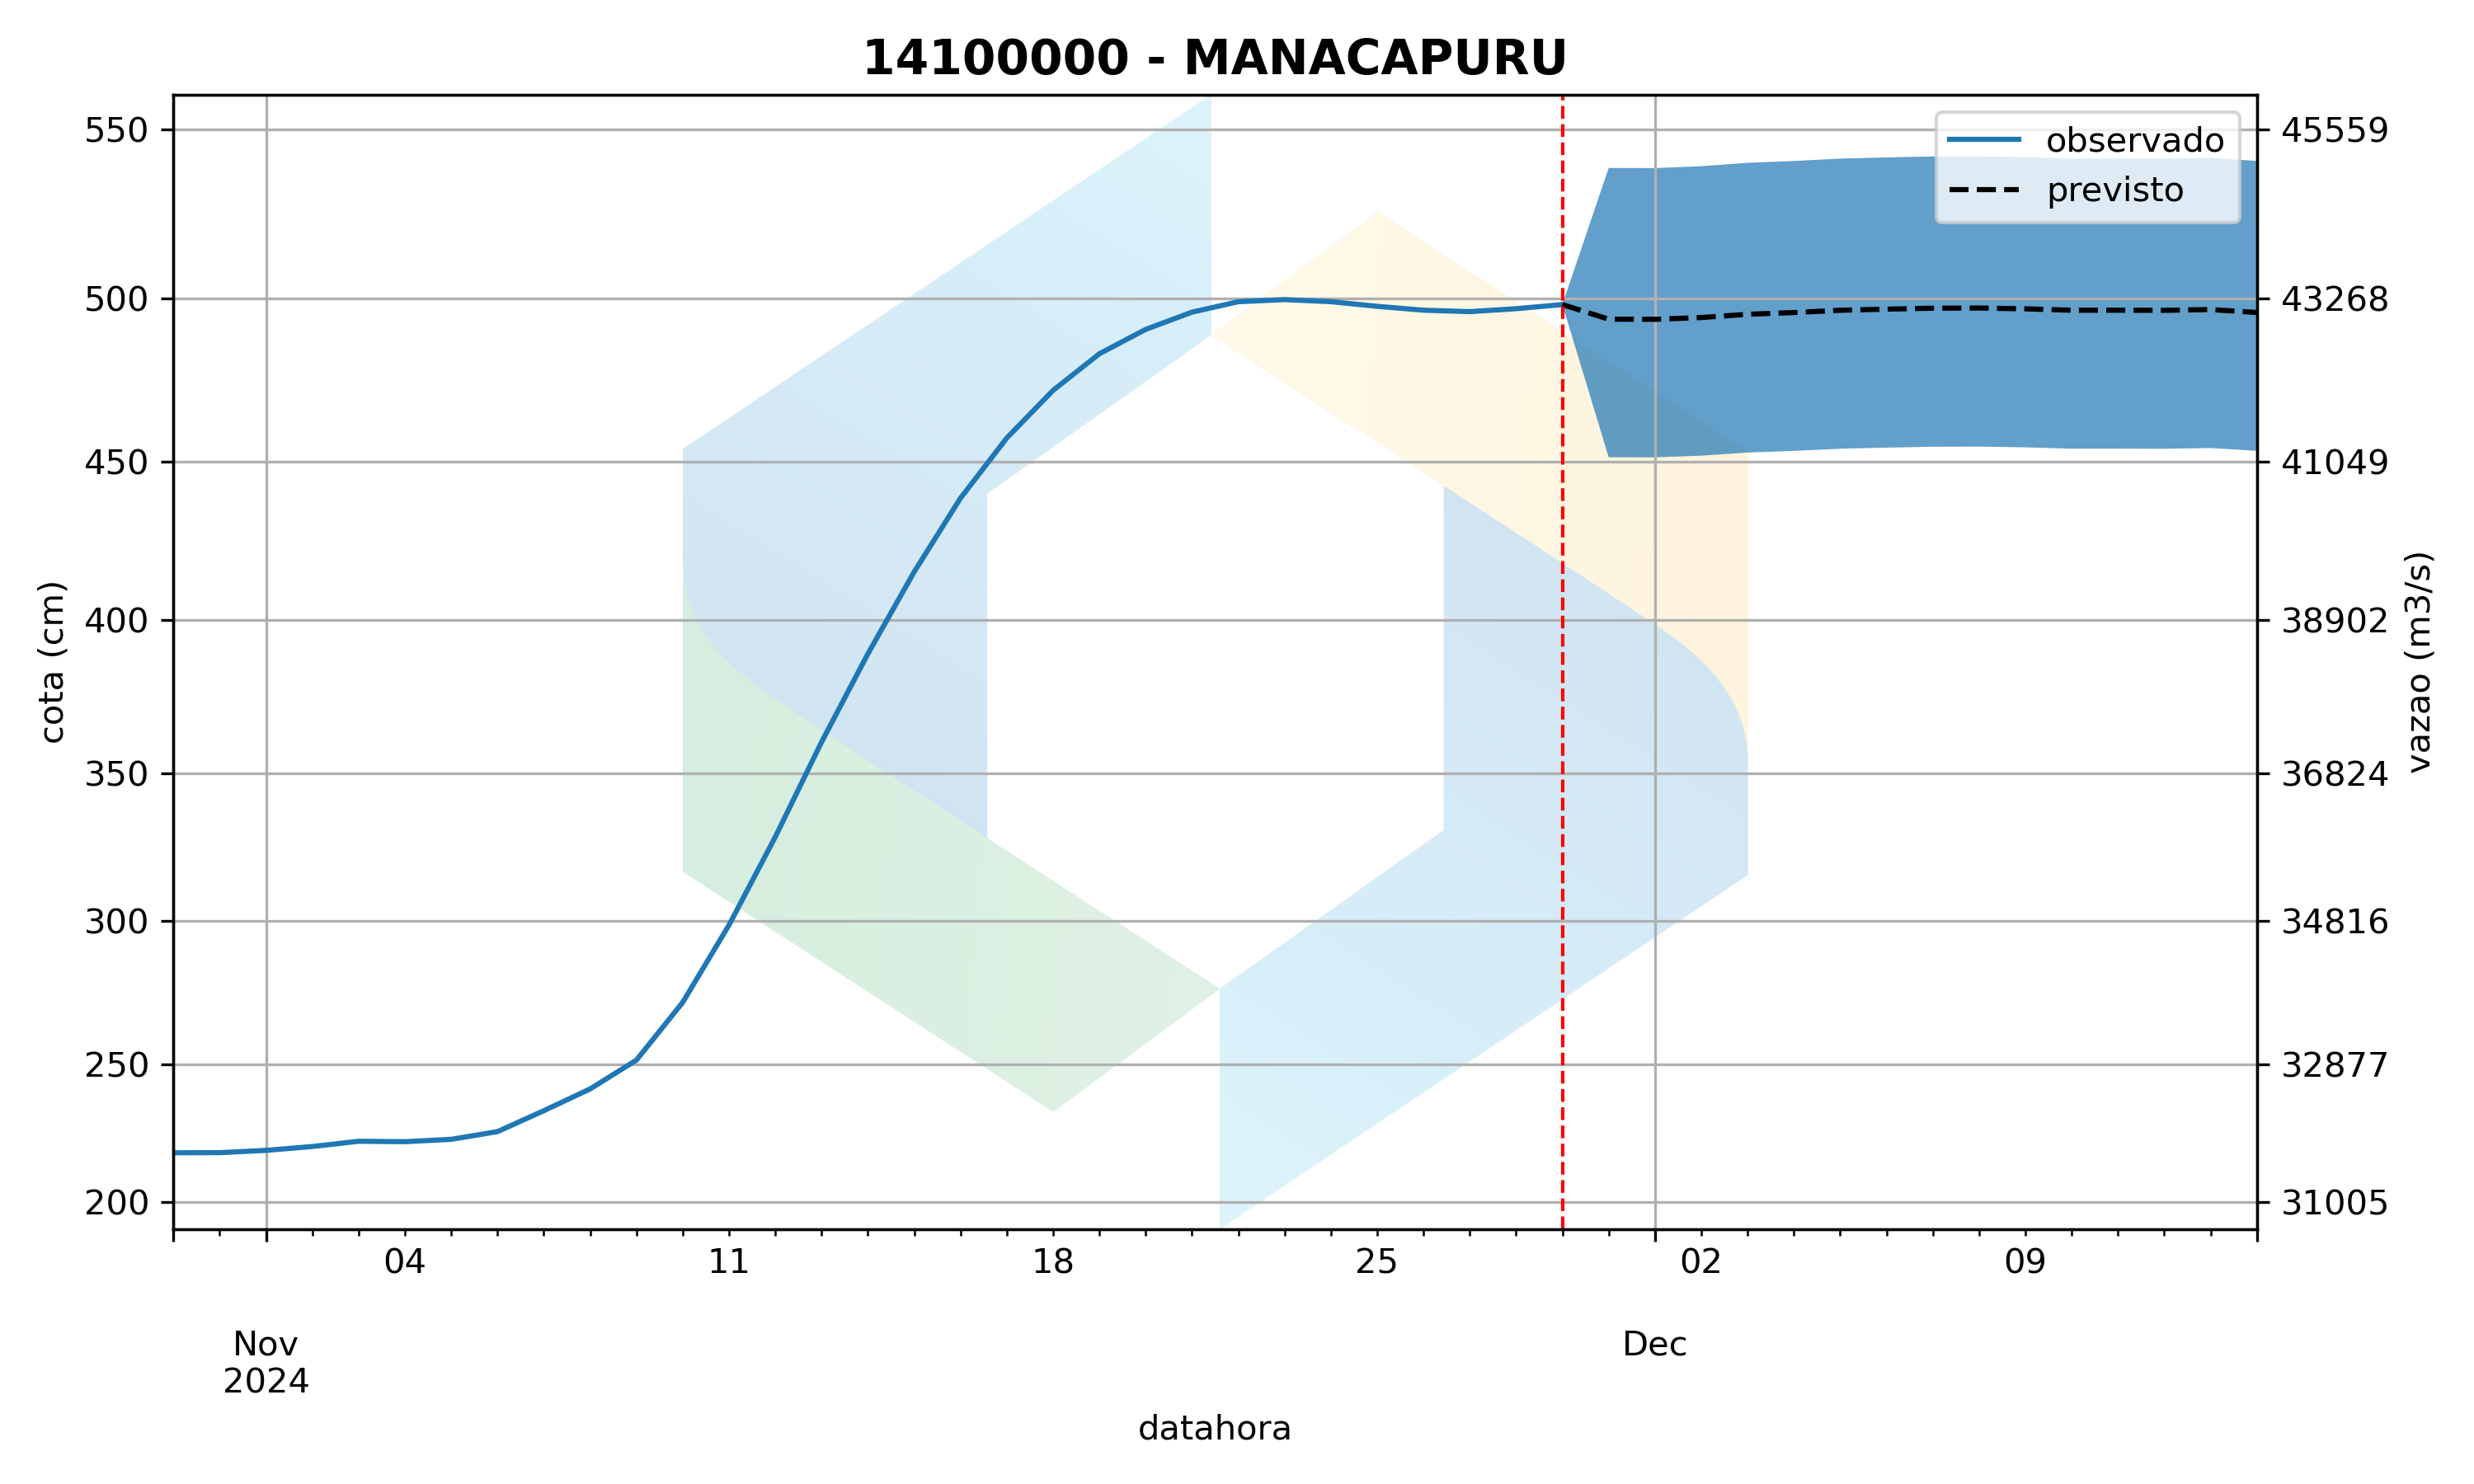 14100000 - MANACAPURU
observado
previsto
cota (cm)
550
500
450
400
350
300
250
200
45559
43268
41049
38902
36824
34816
32877
31005
vazao (m3/s)
04 11 18 25 02 09
Nov Dec
2024
datahora